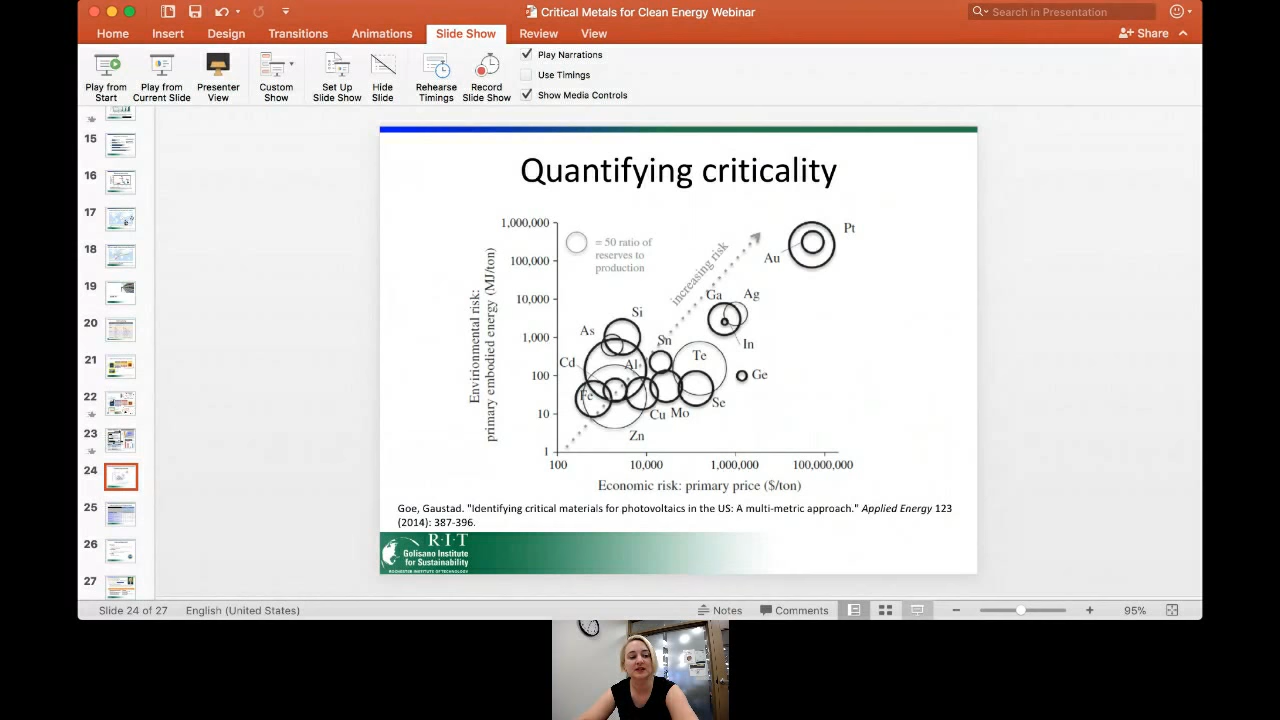 Critical Metals for Clean Energy Webinar
Search in Presentation
Home Insert Design Transitions Animations Slide Show Review View
Share
Play from Start
Play from Current Slide
Presenter View
Custom Show
Set Up Slide Show
Hide Slide
Rehearse Timings
Record Slide Show
Play Narrations
Use Timings
Show Media Controls
15
16
17
18
19
20
21
22
23
24
25
26
27
Quantifying criticality
Envirionmental risk:
primary embodied energy (MJ/ton)
1,000,000
100,000
10,000
1,000
100
10
1
= 50 ratio of
reserves to
production
increasing risk
Pt
Au
Ga
Ag
Si
As
In
Sn
Te
Cd
Al
Ge
Fe
Se
Cu
Mo
Zn
100
10,000
1,000,000
100,000,000
Economic risk: primary price ($/ton)
Goe, Gaustad. "Identifying critical materials for photovoltaics in the US: A multi-metric approach." Applied Energy 123
(2014): 387-396.
R·I·T
Golisano Institute
for Sustainability
ROCHESTER INSTITUTE OF TECHNOLOGY
Slide 24 of 27
English (United States)
Notes
Comments
95%